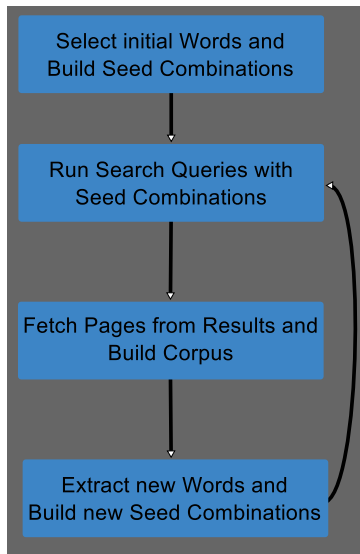 Select initial Words and
Build Seed Combinations
Run Search Queries with
Seed Combinations
Fetch Pages from Results and
Build Corpus
Extract new Words and
Build new Seed Combinations